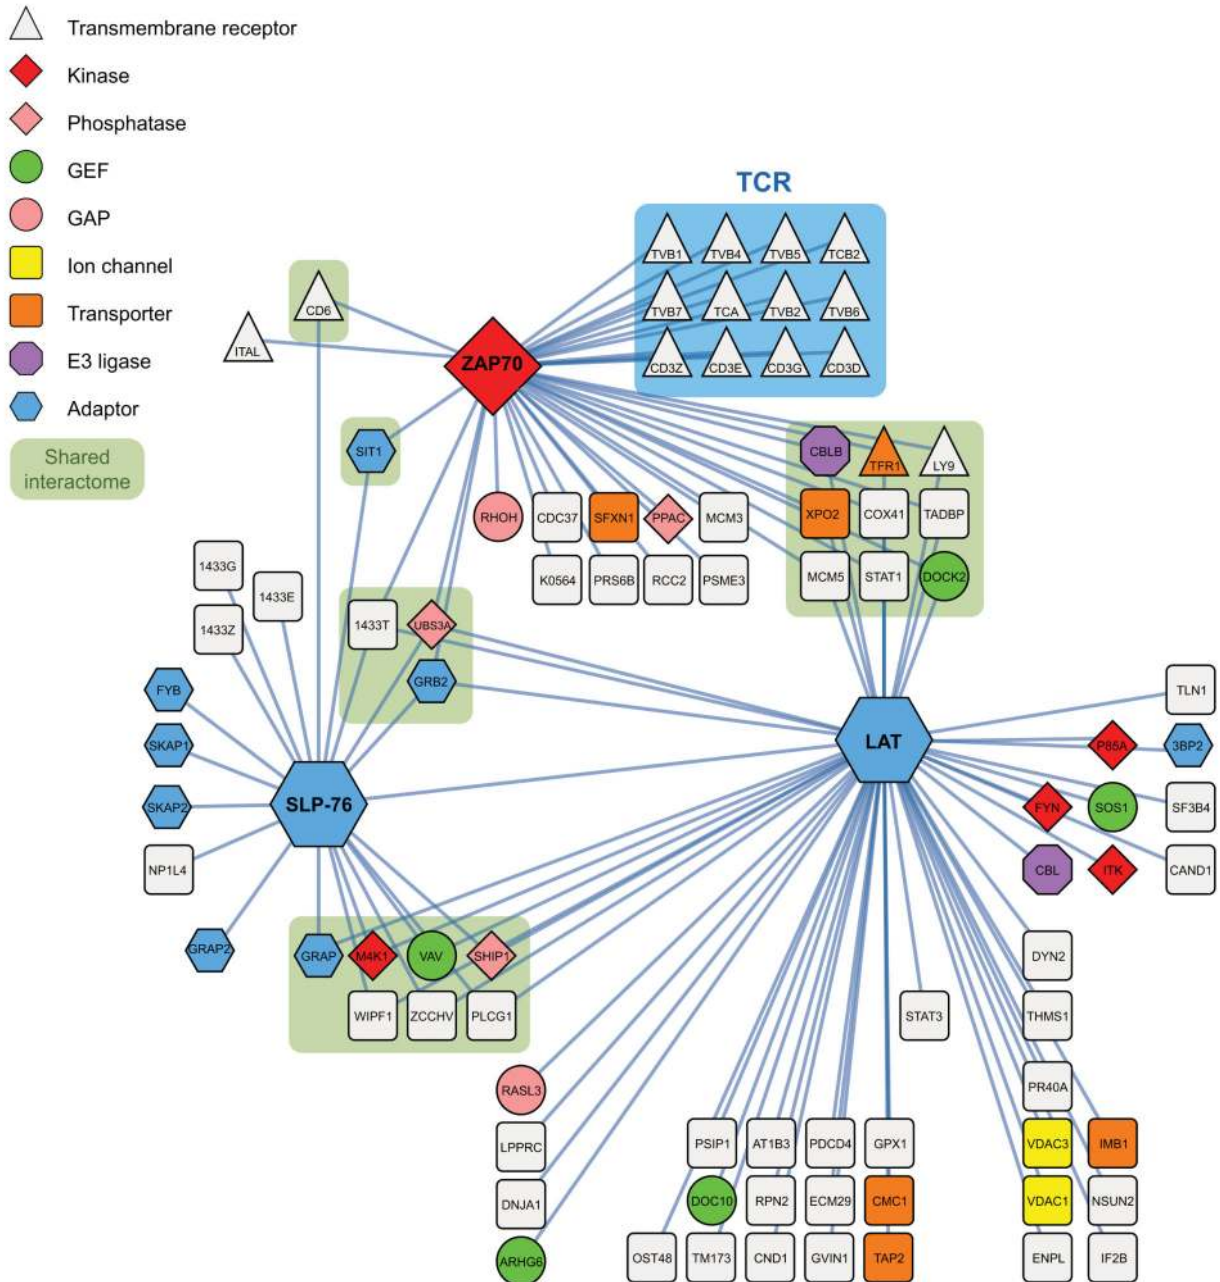 Transmembrane receptor
Kinase
Phosphatase
GEF
GAP
Ion channel
Transporter
E3 ligase
Adaptor
Shared
interactome
TCR
TVB1 TVB4 TVB5 TCB2
TVB7 TCA TVB2 TVB6
CD3Z CD3E CD3G CD3D
CD6
ITAL
ZAP70
SIT1
CBLB TFR1 LY9
XPO2 COX41 TADBP
MCM5 STAT1 DOCK2
RHOH CDC37 SFXN1 PPAC MCM3
K0564 PRS6B RCC2 PSME3
1433G
1433E
1433Z
1433T UBS3A
GRB2
FYB
SKAP1
SKAP2
NP1L4
GRAP2
SLP-76
LAT
TLN1
P85A 3BP2
FYN SOS1 SF3B4
CBL ITK CAND1
GRAP M4K1 VAV SHIP1
WIPF1 ZCCHV PLCG1
DYN2
STAT3 THMS1
RASL3 PR40A
LPPRC PSIP1 AT1B3 PDCD4 GPX1 VDAC3 IMB1
DNJA1 DOC10 RPN2 ECM29 CMC1 VDAC1 NSUN2
ARHG6 OST48 TM173 CND1 GVIN1 TAP2 ENPL IF2B